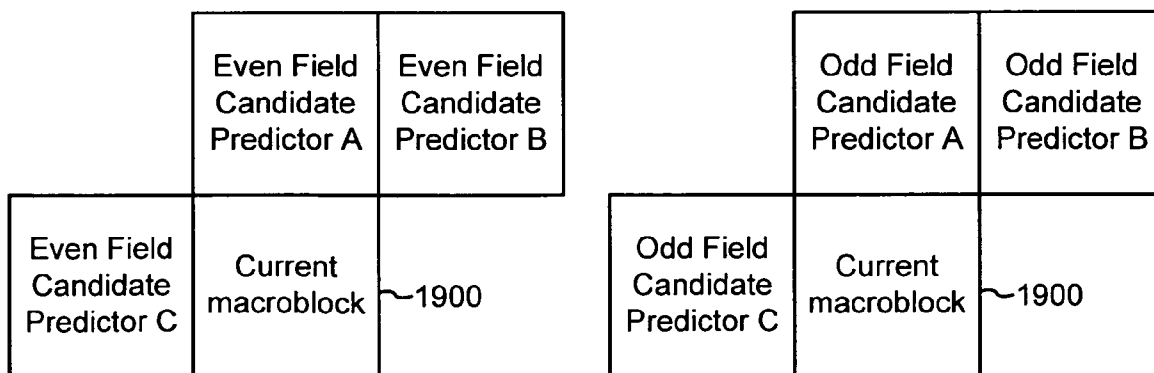 Even Field
Candidate
Predictor A
Even Field
Candidate
Predictor B
Even Field
Candidate
Predictor C
Current
macroblock
1900
Odd Field
Candidate
Predictor A
Odd Field
Candidate
Predictor B
Odd Field
Candidate
Predictor C
Current
macroblock
1900